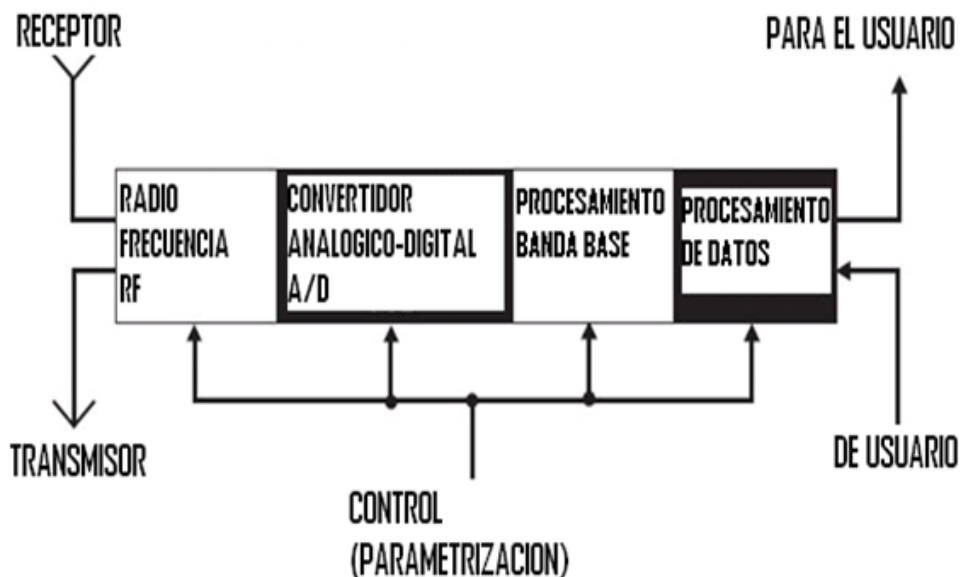 RECEPTOR
PARA EL USUARIO
RADIO
FRECUENCIA
RF
CONVERTIDOR
ANALOGICO-DIGITAL
A/D
PROCESAMIENTO
BANDA BASE
PROCESAMIENTO
DE DATOS
TRANSMISOR
DE USUARIO
CONTROL
(PARAMETRIZACION)